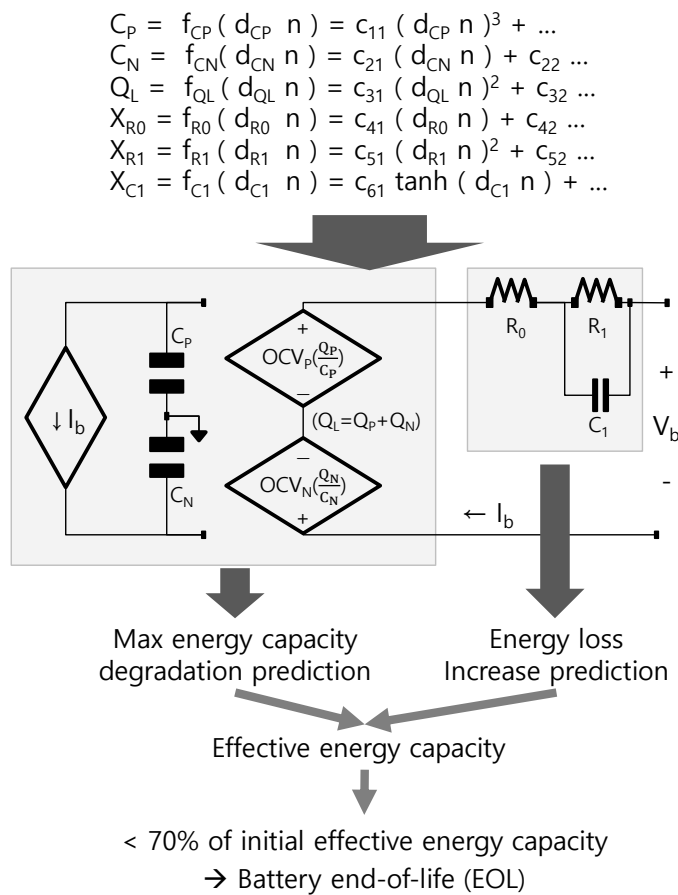 C_P = f_CP ( d_CP n ) = c_11 ( d_CP n )^3 + ...
C_N = f_CN( d_CN n ) = c_21 ( d_CN n ) + c_22 ...
Q_L = f_QL ( d_QL n ) = c_31 ( d_QL n )^2 + c_32 ...
X_R0 = f_R0 ( d_R0 n ) = c_41 ( d_R0 n ) + c_42 ...
X_R1 = f_R1 ( d_R1 n ) = c_51 ( d_R1 n )^2 + c_52 ...
X_C1 = f_C1 ( d_C1 n ) = c_61 tanh ( d_C1 n ) + ...
C_P
+
OCV_P(Q_P/C_P)
−
R_0
R_1
C_1
↓ I_b
(Q_L=Q_P+Q_N)
+
V_b
-
C_N
−
OCV_N(Q_N/C_N)
+
← I_b
Max energy capacity
degradation prediction
Energy loss
Increase prediction
Effective energy capacity
< 70% of initial effective energy capacity
→ Battery end-of-life (EOL)